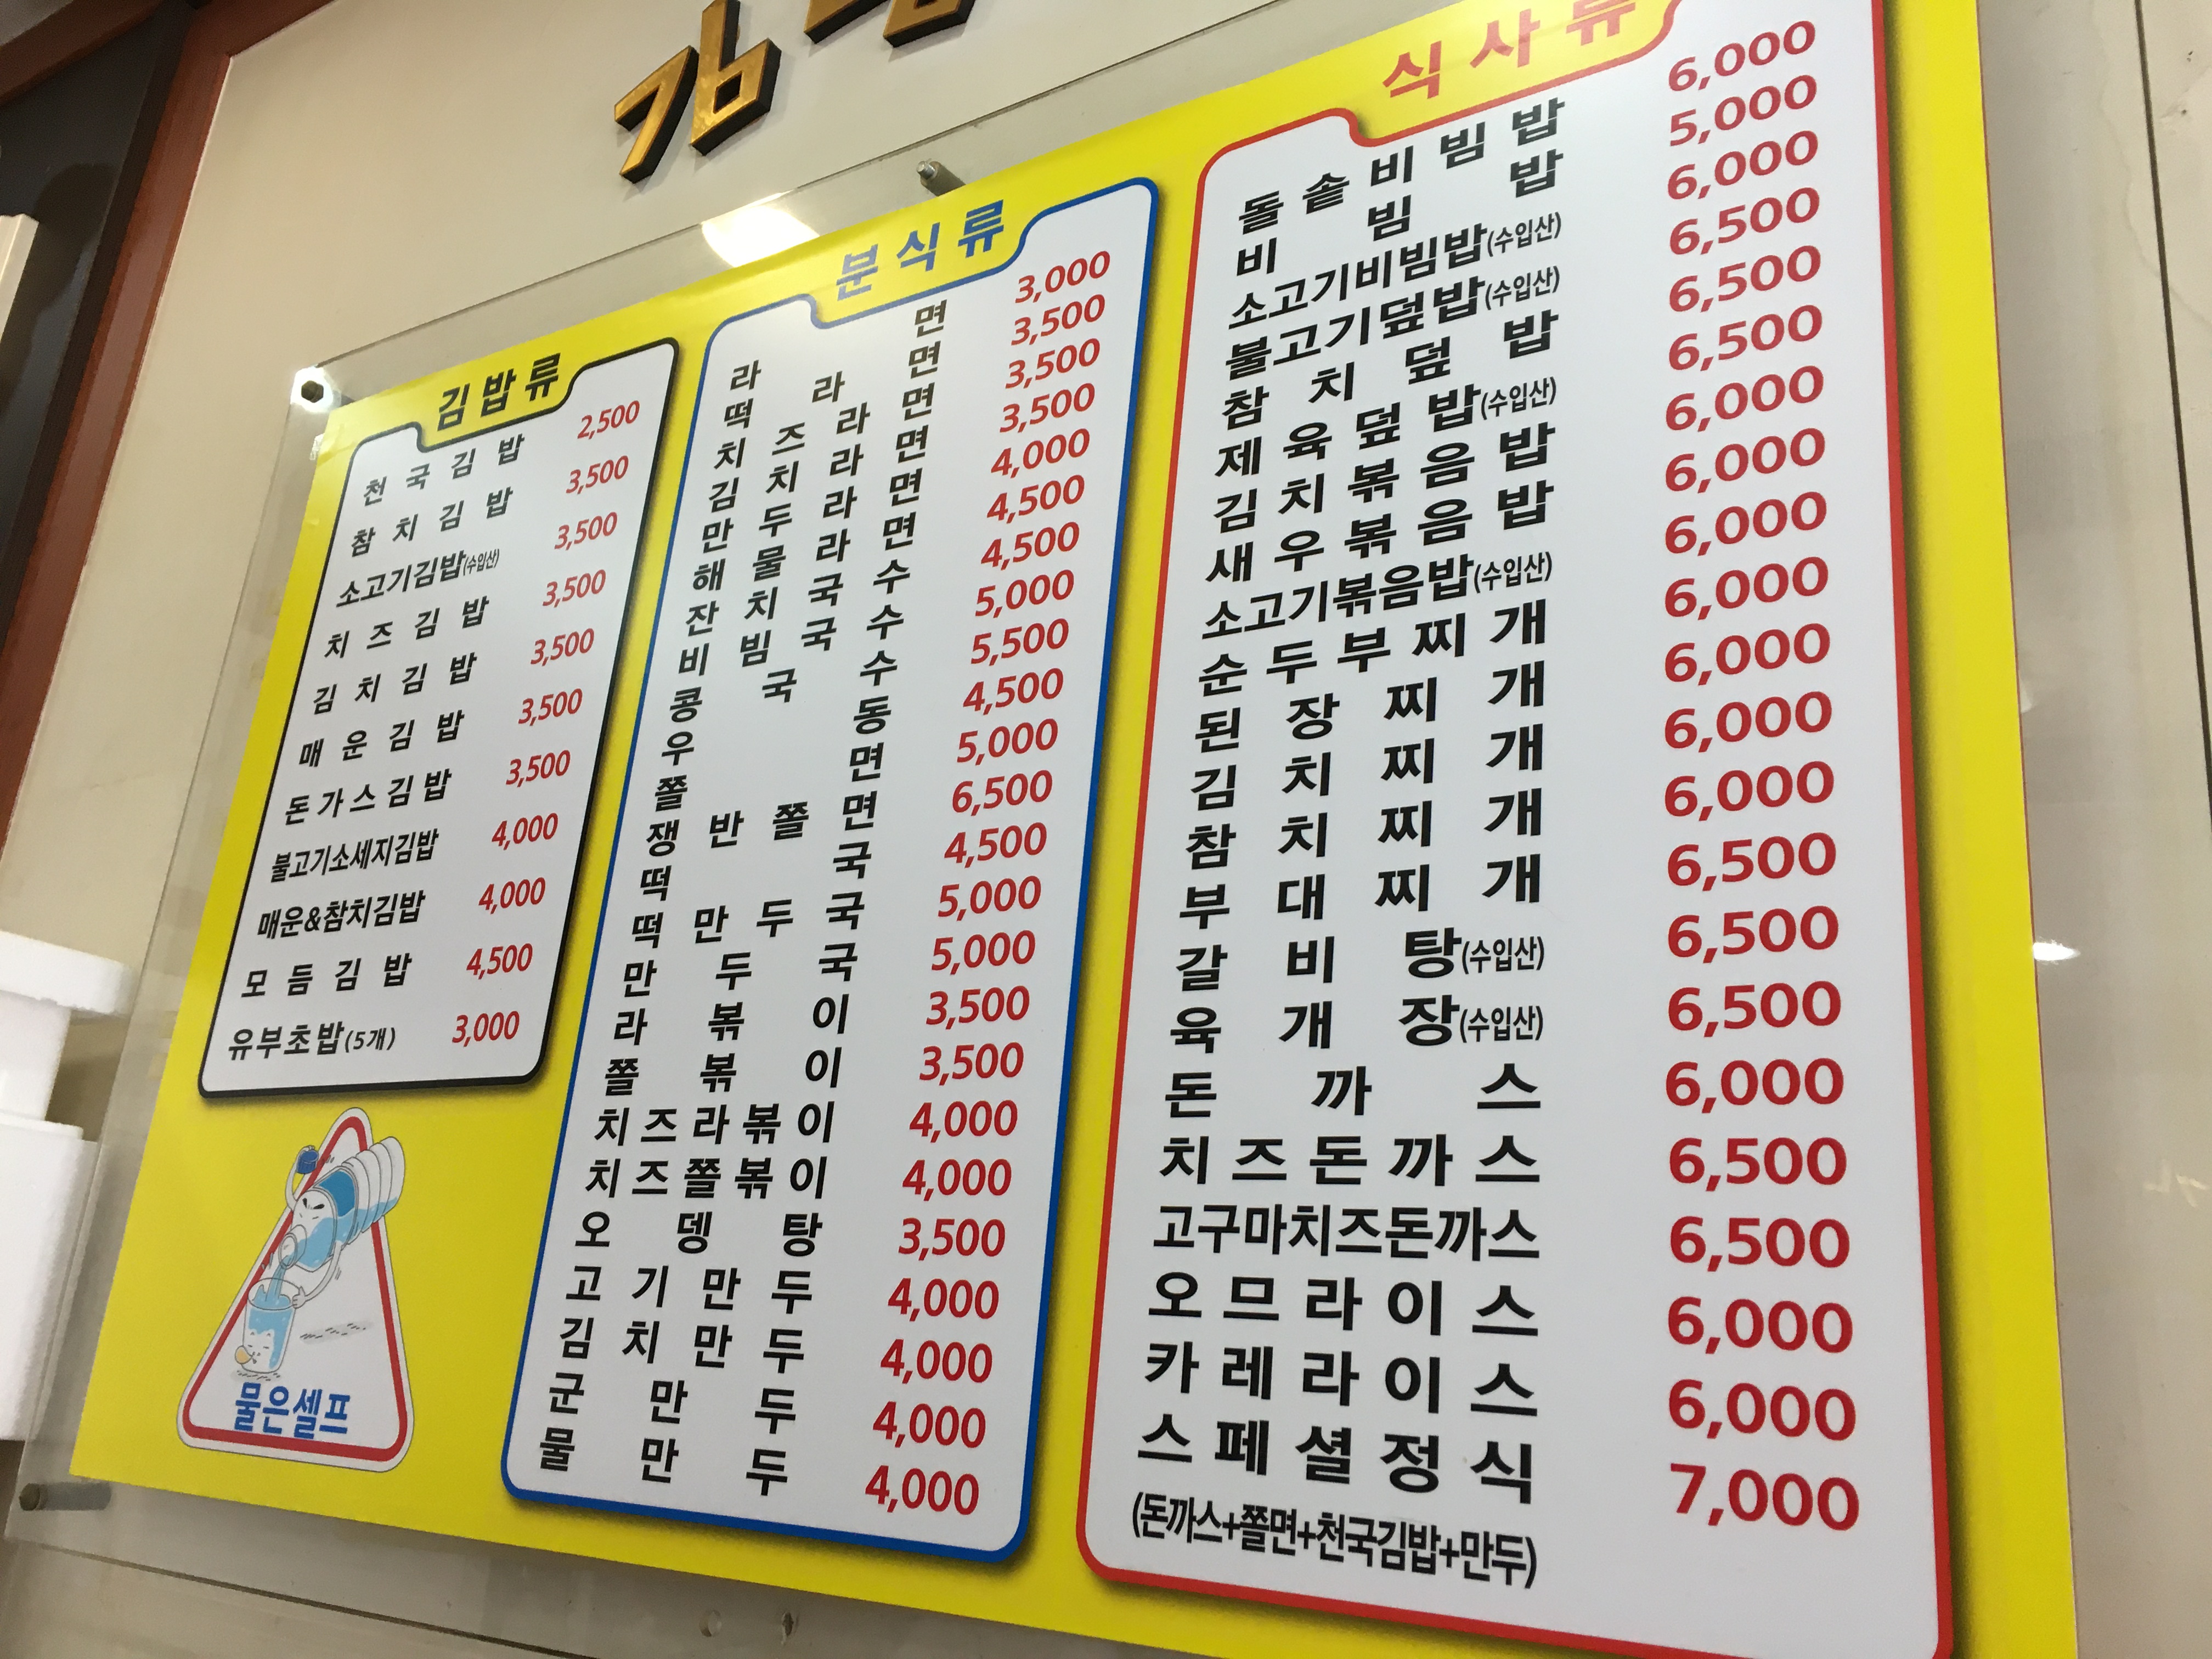 김밥류
천국김밥 2,500
참치김밥 3,500
소고기김밥(수입산) 3,500
치즈김밥 3,500
김치김밥 3,500
매운김밥 3,500
돈가스김밥 3,500
불고기소세지김밥 4,000
매운&참치김밥 4,000
모듬김밥 4,500
유부초밥(5개) 3,000
물은셀프
분식류
라면 3,000
떡라면 3,500
치즈라면 3,500
김치라면 3,500
만두라면 4,000
해물라면 4,500
잔치국수 4,500
비빔국수 5,000
콩국수 5,500
우동 4,500
쫄면 5,000
쟁반쫄면 6,500
떡국 4,500
떡만두국 5,000
만두국 5,000
라볶이 3,500
쫄볶이 3,500
치즈라볶이 4,000
치즈쫄볶이 4,000
오뎅탕 3,500
고기만두 4,000
김치만두 4,000
군만두 4,000
물만두 4,000
식사류
돌솥비빔밥 6,000
비빔밥 5,000
소고기비빔밥(수입산) 6,000
불고기덮밥(수입산) 6,500
참치덮밥 6,500
제육덮밥(수입산) 6,500
김치볶음밥 6,000
새우볶음밥 6,000
소고기볶음밥(수입산) 6,000
순두부찌개 6,000
된장찌개 6,000
김치찌개 6,000
참치찌개 6,000
부대찌개 6,500
갈비탕(수입산) 6,500
육개장(수입산) 6,500
돈까스 6,000
치즈돈까스 6,500
고구마치즈돈까스 6,500
오므라이스 6,000
카레라이스 6,000
스페셜정식 7,000
(돈까스+쫄면+천국김밥+만두)